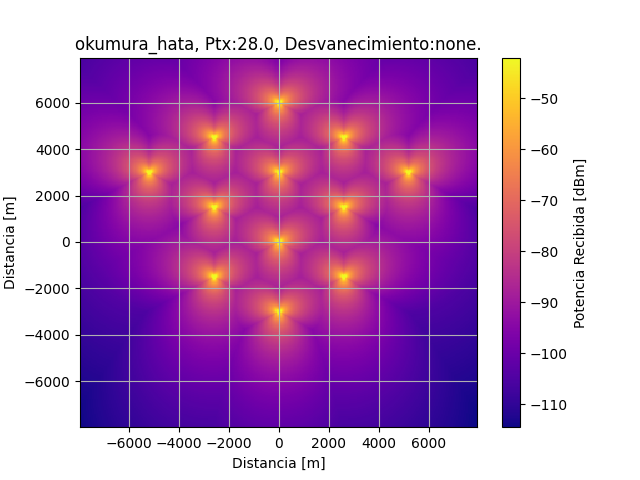 okumura_hata, Ptx:28.0, Desvanecimiento:none.
6000
4000
2000
0
−2000
−4000
−6000
Distancia [m]
−6000 −4000 −2000 0 2000 4000 6000
Distancia [m]
−50
−60
−70
−80
−90
−100
−110
Potencia Recibida [dBm]